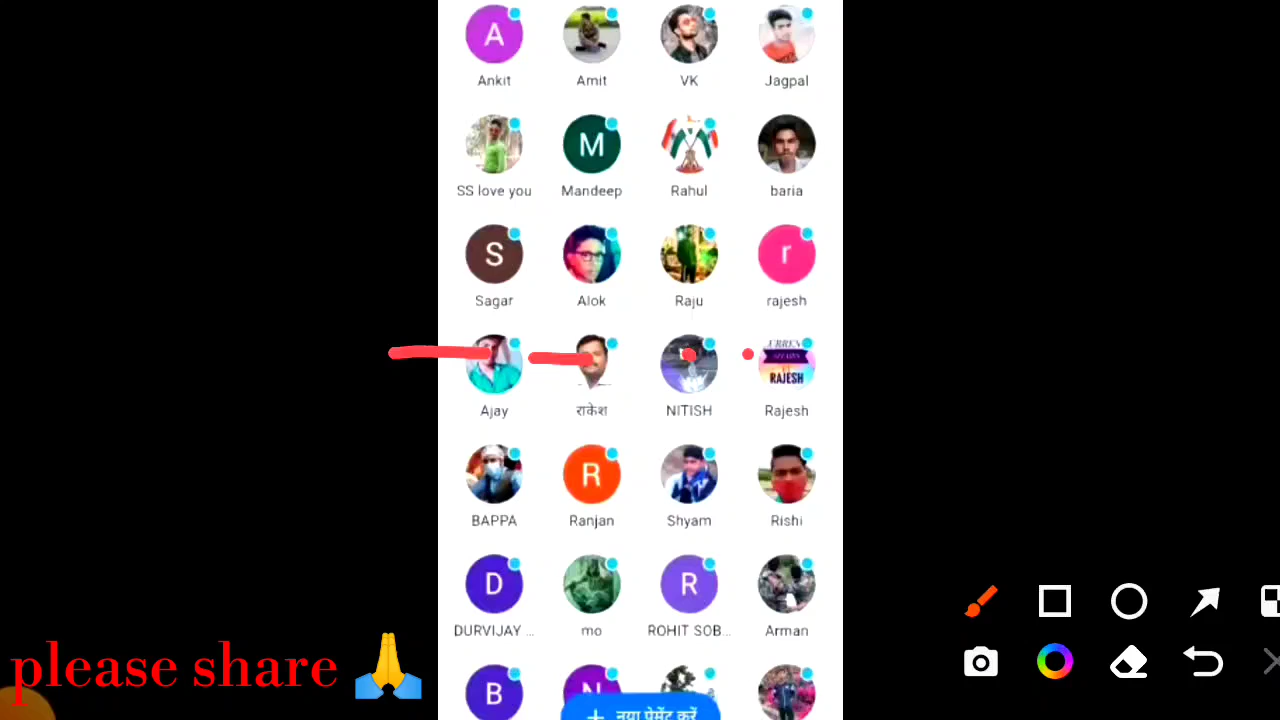 A
Ankit Amit VK Jagpal
M
SS love you Mandeep Rahul baria
S r
Sagar Alok Raju rajesh
RAJESH
Ajay राकेश NITISH Rajesh
R
BAPPA Ranjan Shyam Rishi
D R
DURVIJAY ... mo ROHIT SOB... Arman
B N
+ नया पेमेंट करें
please share 🙏